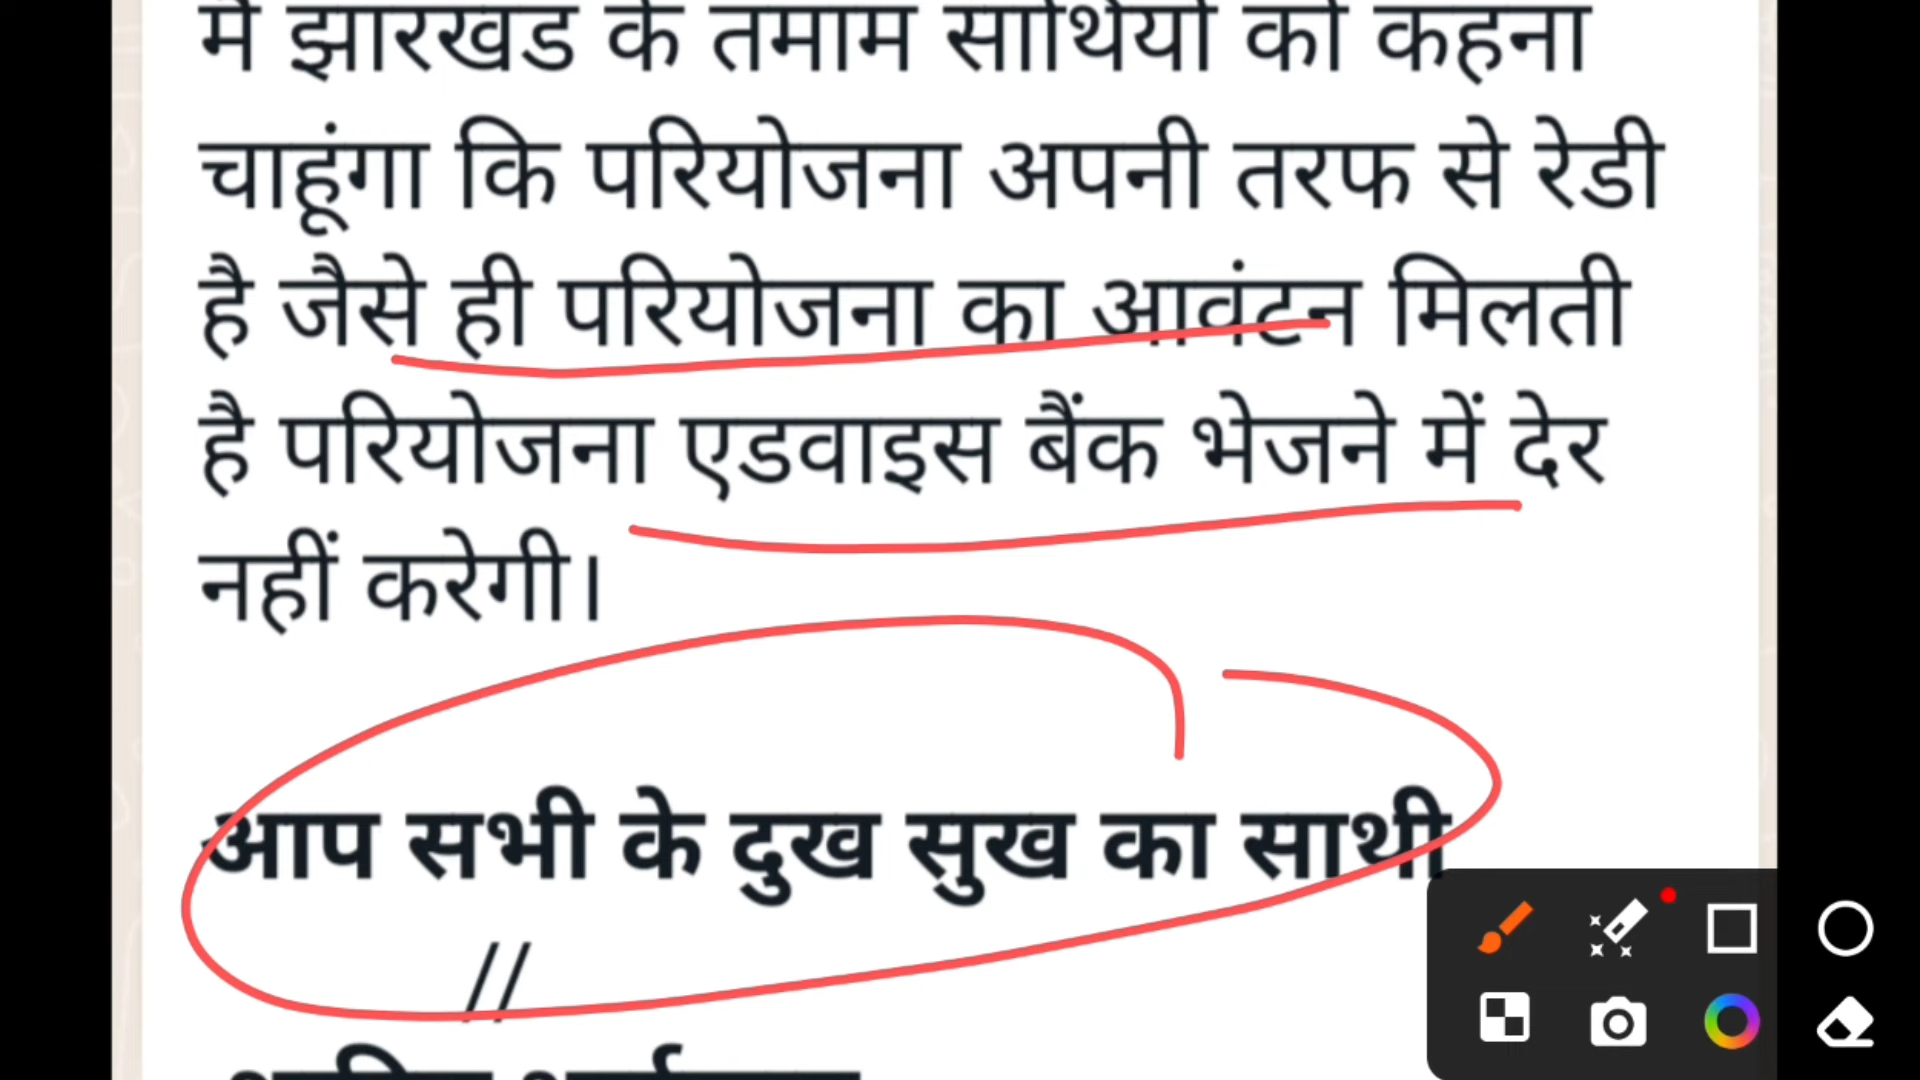 मैं झारखंड के तमाम साथियों को कहना
चाहूंगा कि परियोजना अपनी तरफ से रेडी
है जैसे ही परियोजना का आवंटन मिलती
है परियोजना एडवाइस बैंक भेजने में देर
नहीं करेगी।
आप सभी के दुख सुख का साथी
//